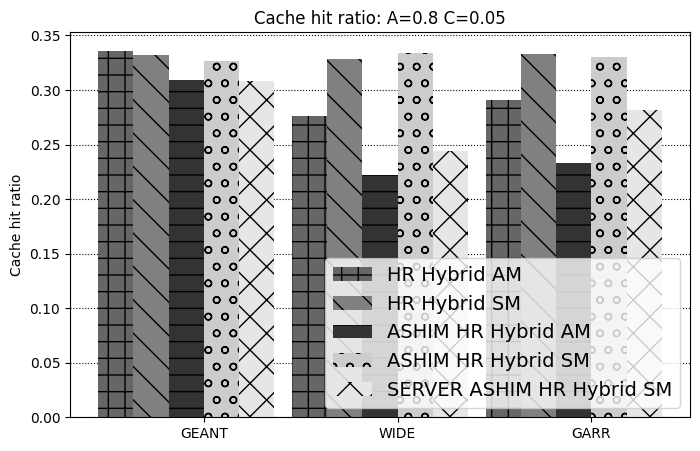 Cache hit ratio: A=0.8 C=0.05
Cache hit ratio
0.35
0.30
0.25
0.20
0.15
0.10
0.05
0.00
HR Hybrid AM
HR Hybrid SM
ASHIM HR Hybrid AM
ASHIM HR Hybrid SM
SERVER ASHIM HR Hybrid SM
GEANT
WIDE
GARR